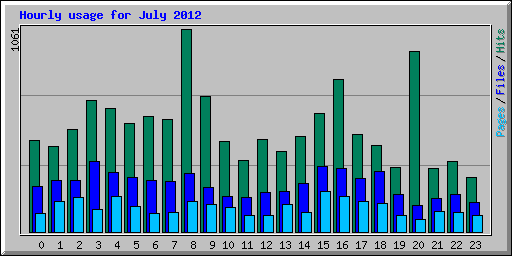 Hourly usage for July 2012
1061
Pages / Files / Hits
0 1 2 3 4 5 6 7 8 9 10 11 12 13 14 15 16 17 18 19 20 21 22 23